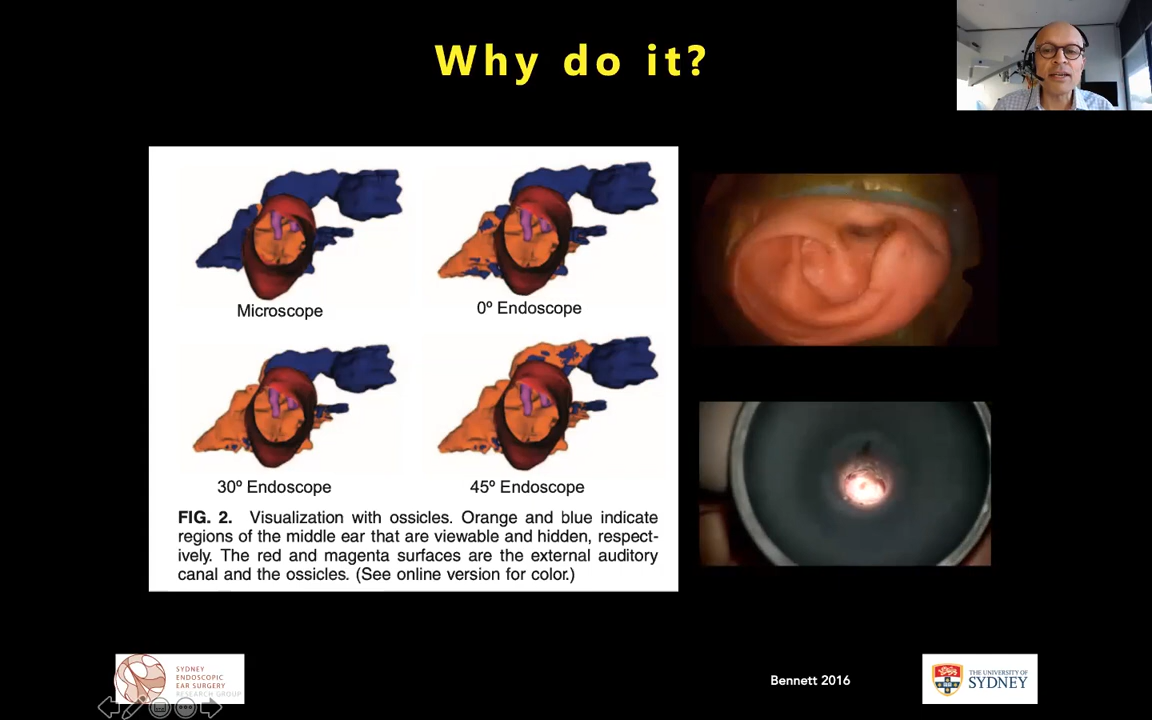 Why do it?
Microscope
0º Endoscope
30º Endoscope
45º Endoscope
FIG. 2. Visualization with ossicles. Orange and blue indicate
regions of the middle ear that are viewable and hidden, respect-
ively. The red and magenta surfaces are the external auditory
canal and the ossicles. (See online version for color.)
SYDNEY
ENDOSCOPIC
EAR SURGERY
RESEARCH GROUP
Bennett 2016
THE UNIVERSITY OF
SYDNEY